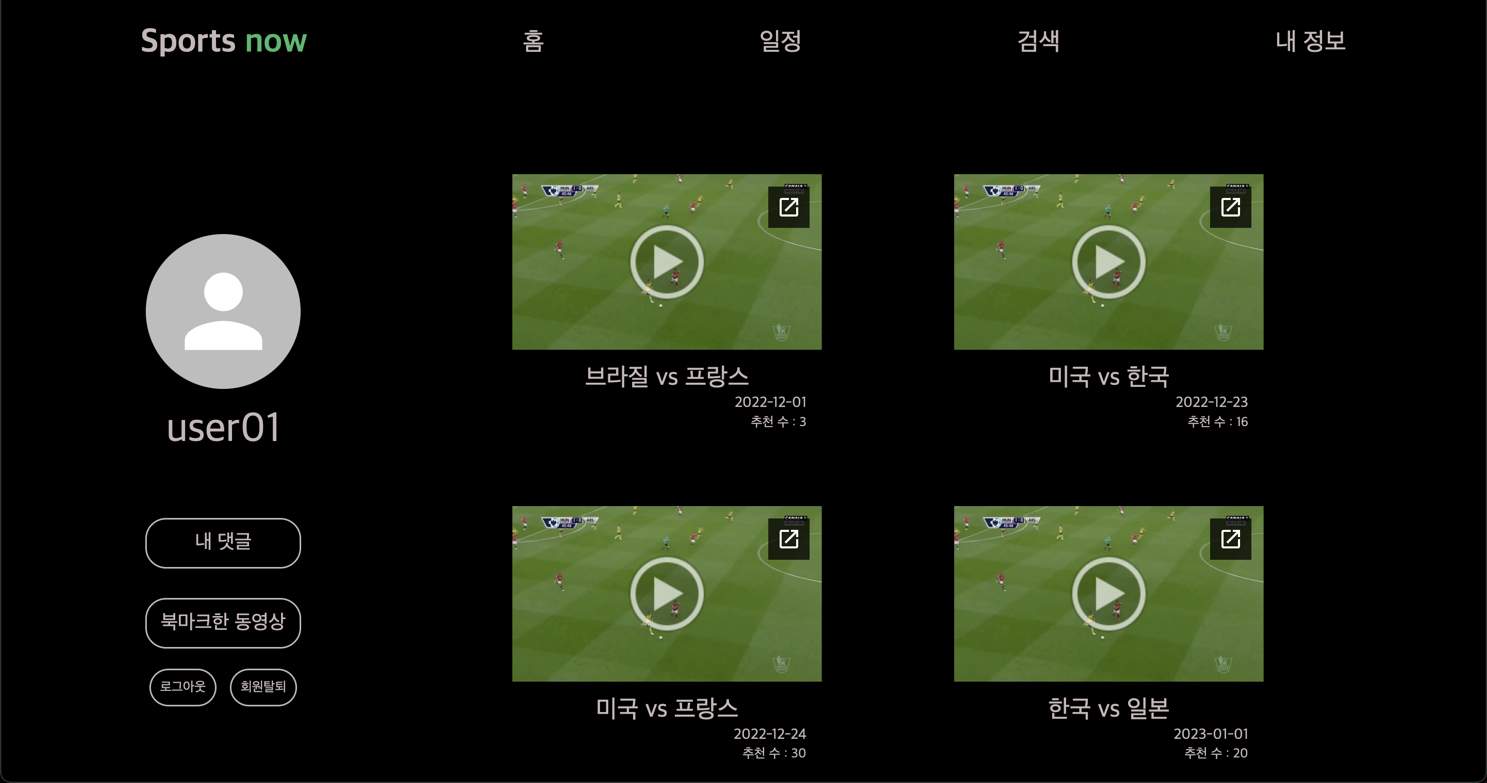 Sports now
홈
일정
검색
내 정보
user01
내 댓글
북마크한 동영상
로그아웃
회원탈퇴
브라질 vs 프랑스
2022-12-01
추천 수 : 3
미국 vs 한국
2022-12-23
추천 수 : 16
미국 vs 프랑스
2022-12-24
추천 수 : 30
한국 vs 일본
2023-01-01
추천 수 : 20